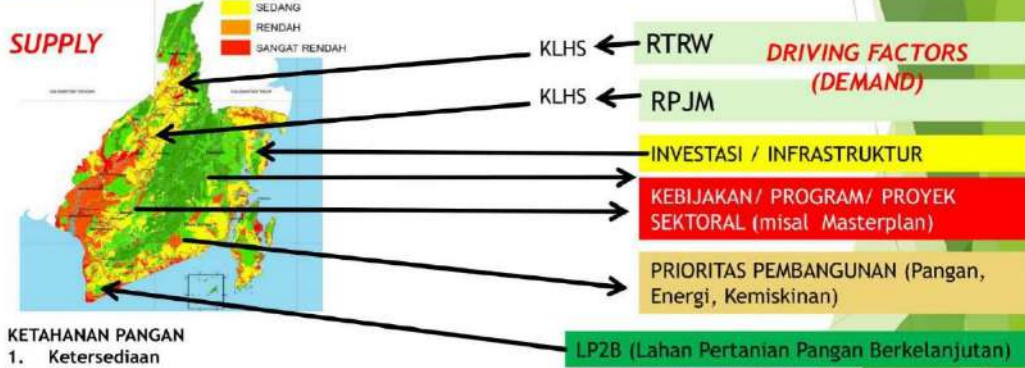 SUPPLY
SEDANG
RENDAH
SANGAT RENDAH
KLHS
RTRW
DRIVING FACTORS
(DEMAND)
KLHS
RPJM
INVESTASI / INFRASTRUKTUR
KEBIJAKAN/ PROGRAM/ PROYEK
SEKTORAL (misal Masterplan)
PRIORITAS PEMBANGUNAN (Pangan,
Energi, Kemiskinan)
LP2B (Lahan Pertanian Pangan Berkelanjutan)
KETAHANAN PANGAN
1. Ketersediaan